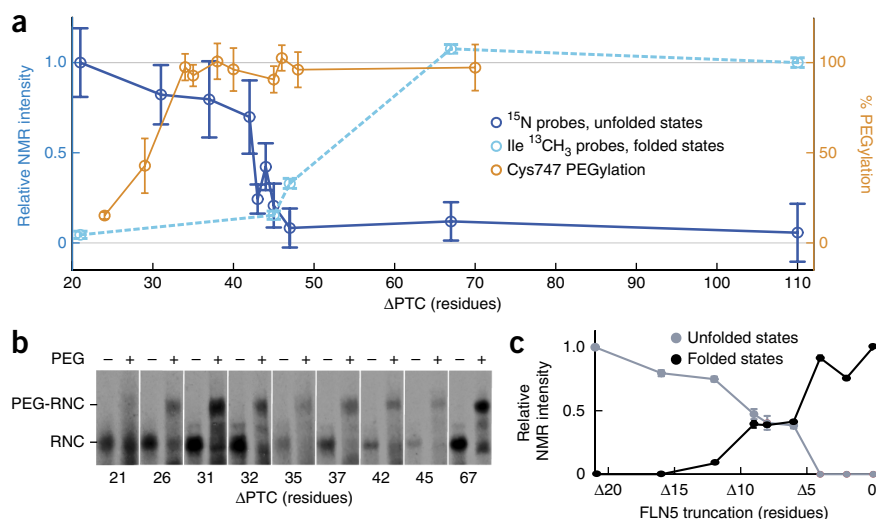 a
Relative NMR intensity
1.0
0.5
0
100
50
0
% PEGylation
¹⁵N probes, unfolded states
Ile ¹³CH₃ probes, folded states
Cys747 PEGylation
20 30 40 50 60 70 80 90 100 110
ΔPTC (residues)
b
PEG – + – + – + – + – + – + – + – + – +
PEG-RNC
RNC
21 26 31 32 35 37 42 45 67
ΔPTC (residues)
c
Unfolded states
Folded states
Relative
NMR intensity
1.0
0.5
0
Δ20 Δ15 Δ10 Δ5 0
FLN5 truncation (residues)